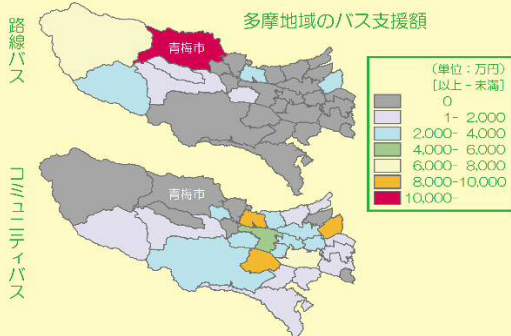 多摩地域のバス支援額
路線バス
青梅市
(単位:万円)
[以上-未満]
0
1- 2,000
2,000- 4,000
4,000- 6,000
6,000- 8,000
8,000-10,000
10,000-
コミュニティバス
青梅市